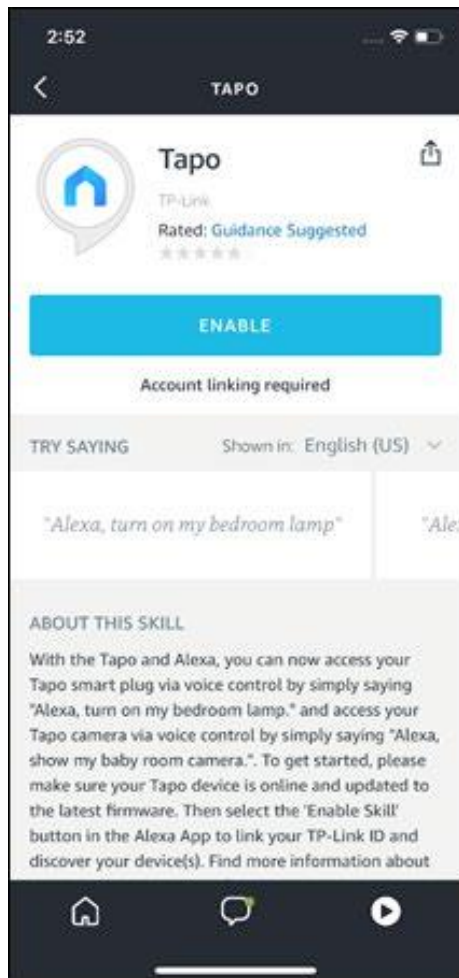 2:52
TAPO
Tapo
TP-Link
Rated: Guidance Suggested
ENABLE
Account linking required
TRY SAYING Shown in: English (US)
"Alexa, turn on my bedroom lamp" "Ale
ABOUT THIS SKILL
With the Tapo and Alexa, you can now access your
Tapo smart plug via voice control by simply saying
"Alexa, turn on my bedroom lamp." and access your
Tapo camera via voice control by simply saying "Alexa,
show my baby room camera.". To get started, please
make sure your Tapo device is online and updated to
the latest firmware. Then select the 'Enable Skill'
button in the Alexa App to link your TP-Link ID and
discover your device(s). Find more information about